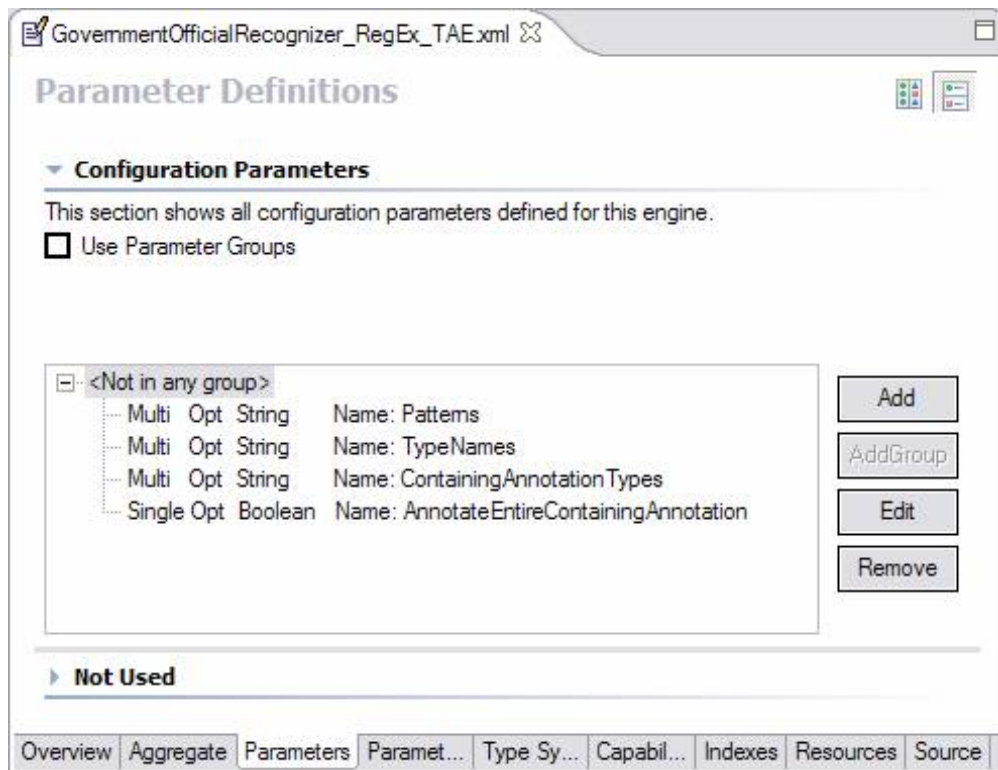 GovernmentOfficialRecognizer_RegEx_TAE.xml
Parameter Definitions
Configuration Parameters
This section shows all configuration parameters defined for this engine.
Use Parameter Groups
<Not in any group>
Multi Opt String Name: Patterns
Multi Opt String Name: TypeNames
Multi Opt String Name: ContainingAnnotationTypes
Single Opt Boolean Name: AnnotateEntireContainingAnnotation
Add
AddGroup
Edit
Remove
Not Used
Overview Aggregate Parameters Paramet... Type Sy... Capabil... Indexes Resources Source